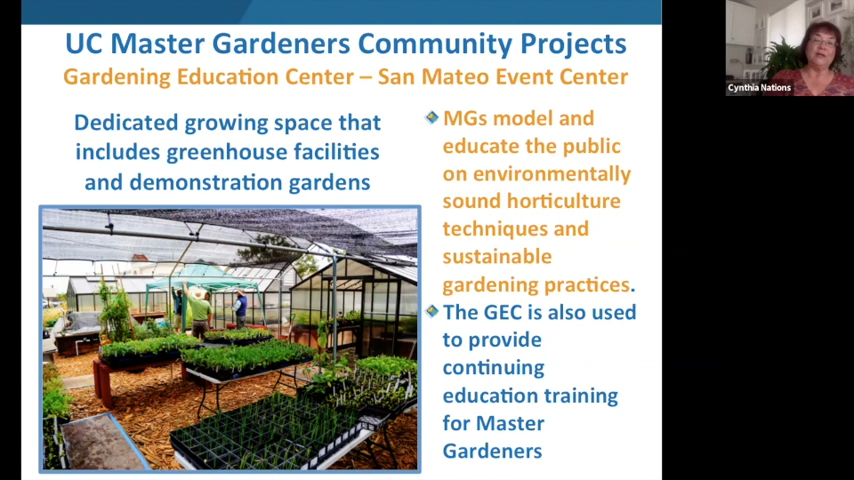 UC Master Gardeners Community Projects
Gardening Education Center – San Mateo Event Center
Dedicated growing space that
includes greenhouse facilities
and demonstration gardens
MGs model and
educate the public
on environmentally
sound horticulture
techniques and
sustainable
gardening practices.
The GEC is also used
to provide
continuing
education training
for Master
Gardeners
Cynthia Nations